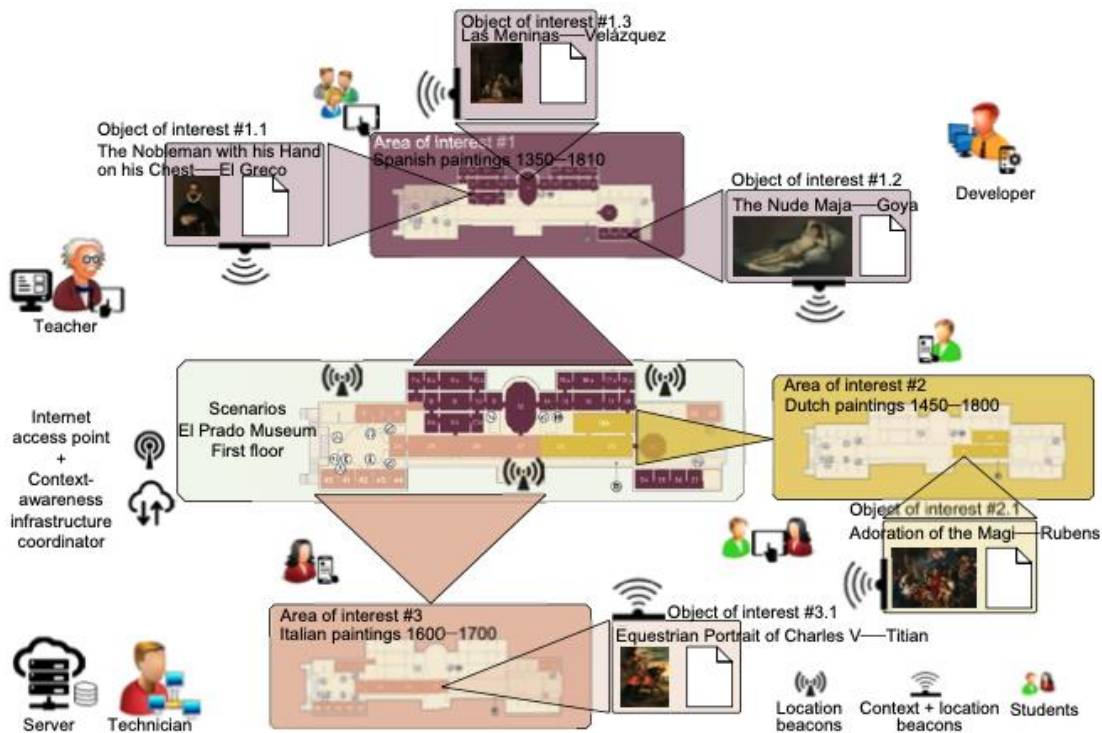 Object of interest #1.3
Las Meninas—Velázquez
Object of interest #1.1
The Nobleman with his Hand
on his Chest—El Greco
Area of interest #1
Spanish paintings 1350—1810
Object of interest #1.2
The Nude Maja—Goya
Developer
Teacher
Scenarios
El Prado Museum
First floor
Area of interest #2
Dutch paintings 1450—1800
Internet
access point
+
Context-
awareness
infrastructure
coordinator
Object of interest #2.1
Adoration of the Magi—Rubens
Area of interest #3
Italian paintings 1600—1700
Object of interest #3.1
Equestrian Portrait of Charles V—Titian
Server
Technician
Location
beacons
Context + location
beacons
Students